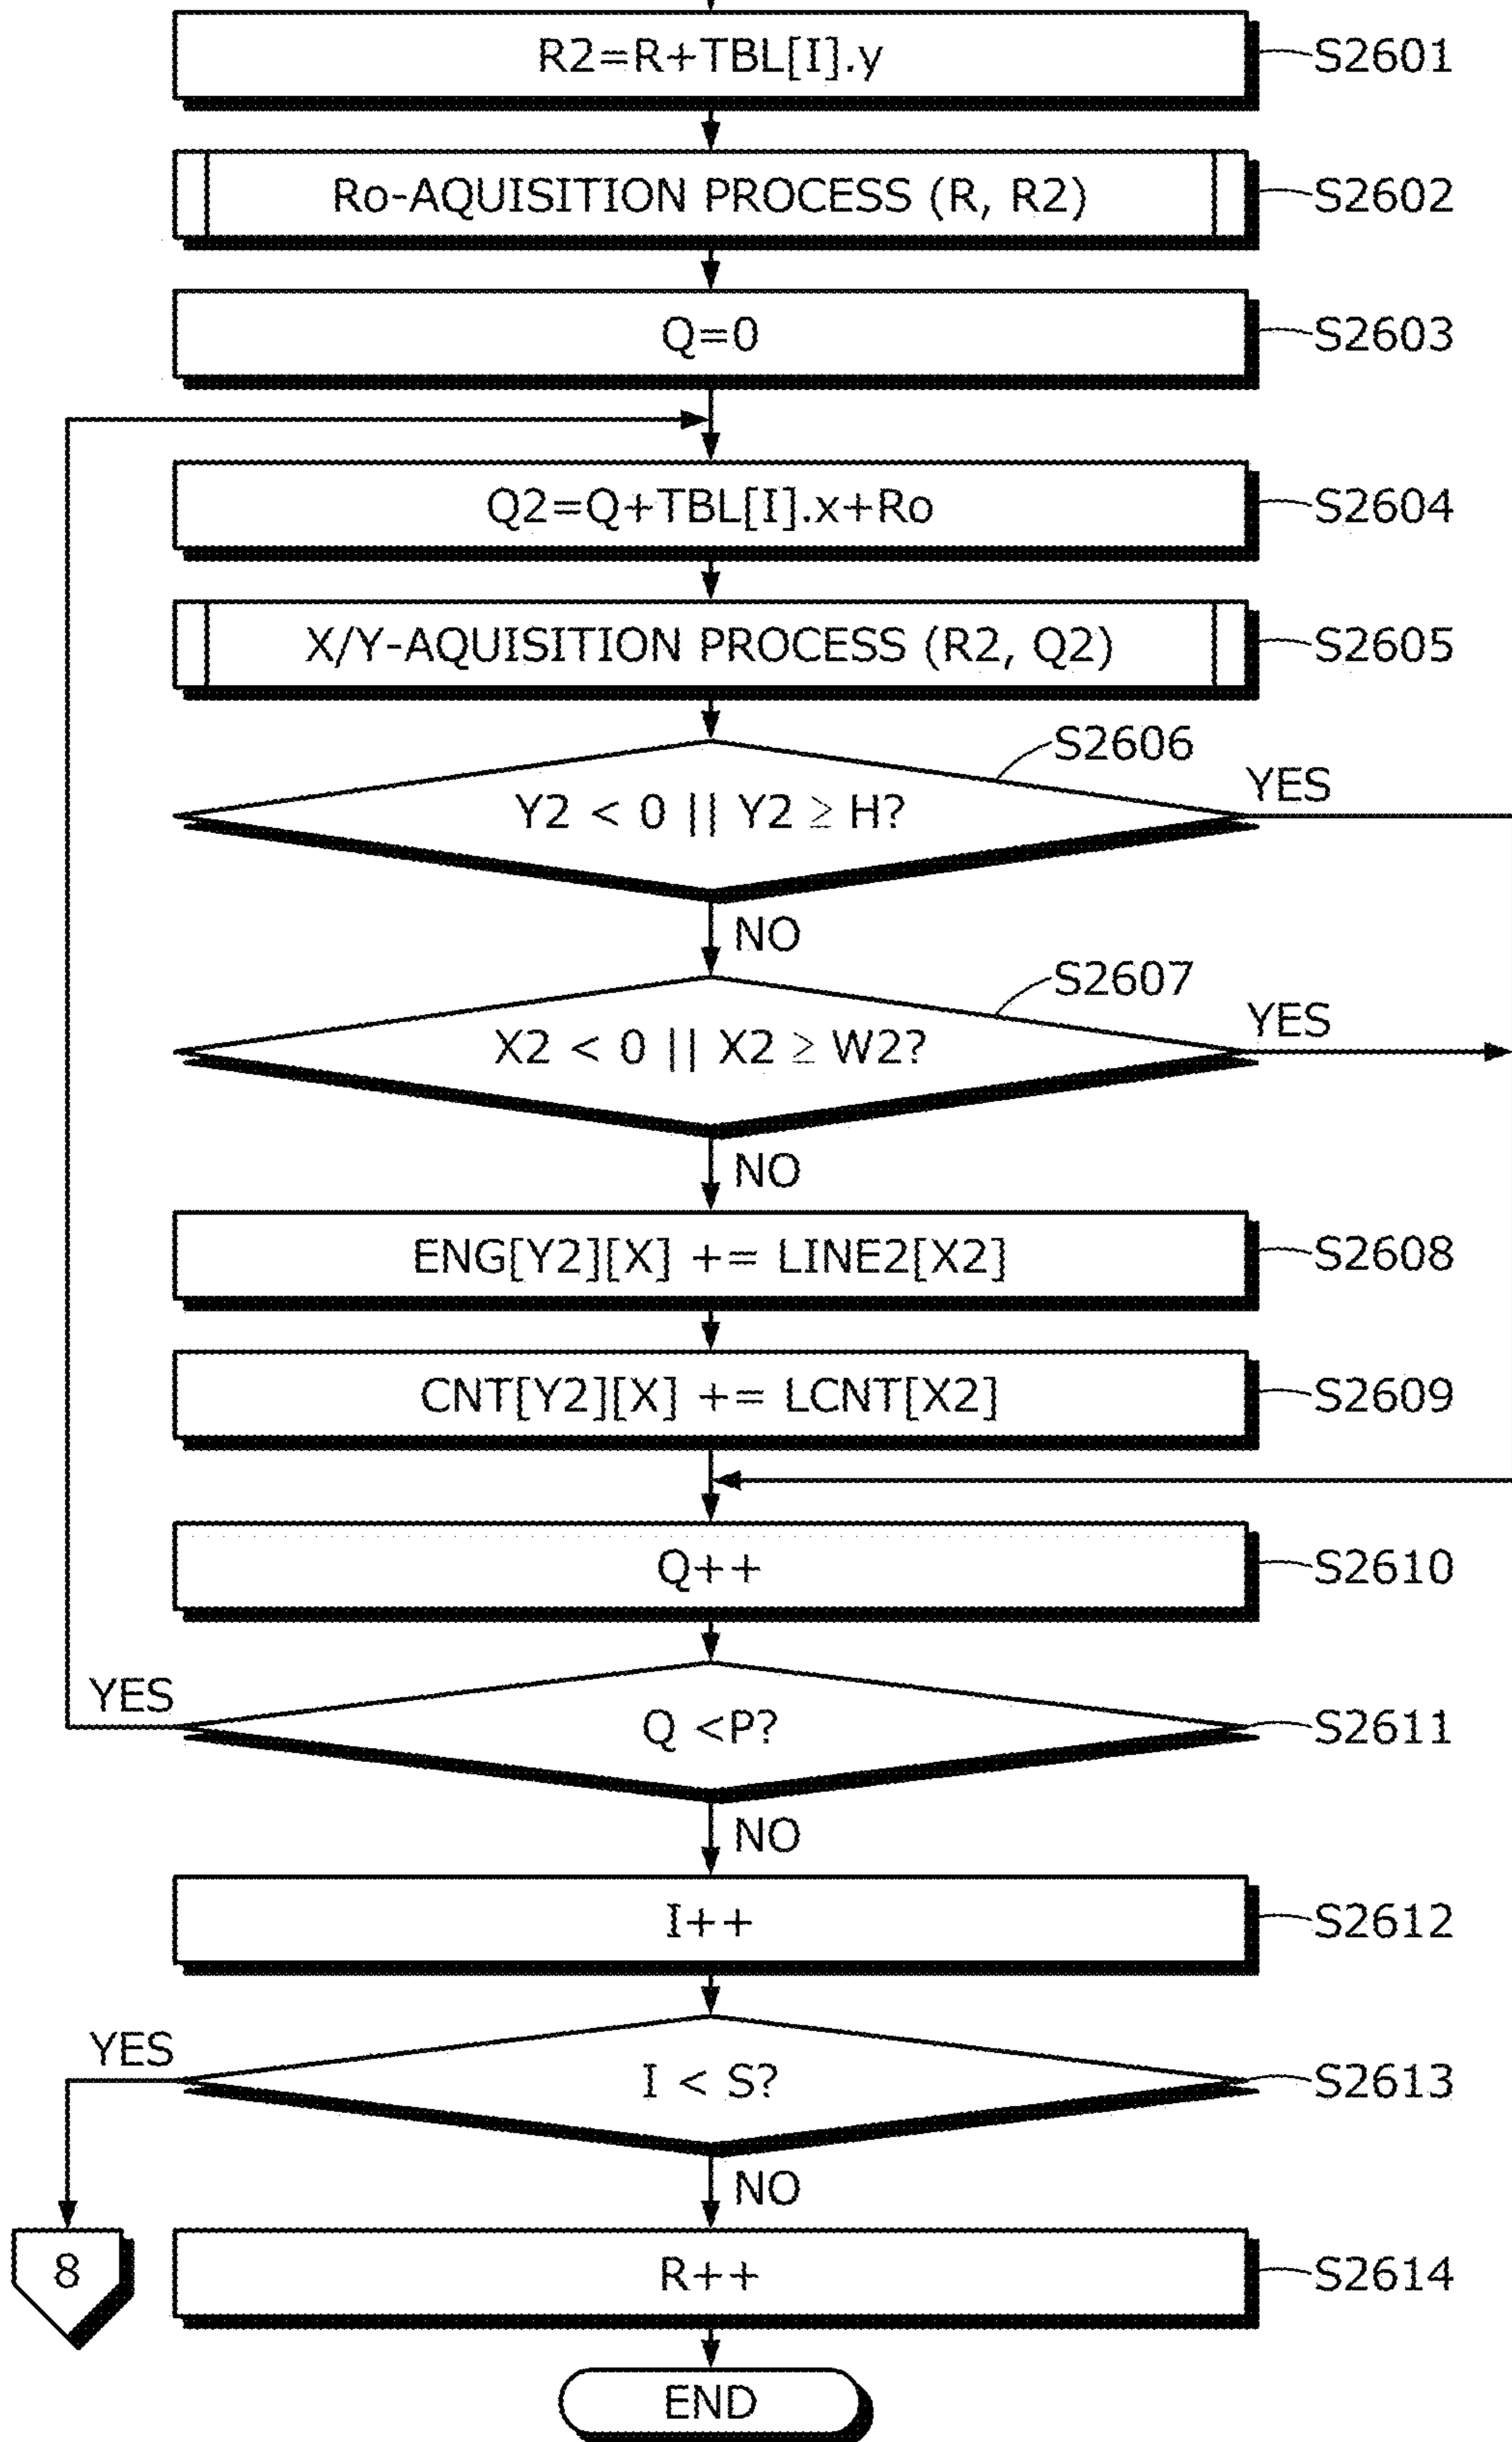 R2=R+TBL[I].y
S2601
Ro-AQUISITION PROCESS (R, R2)
S2602
Q=0
S2603
Q2=Q+TBL[I].x+Ro
S2604
X/Y-AQUISITION PROCESS (R2, Q2)
S2605
S2606
Y2 < 0 || Y2 ≥ H?
YES
NO
S2607
X2 < 0 || X2 ≥ W2?
YES
NO
ENG[Y2][X] += LINE2[X2]
S2608
CNT[Y2][X] += LCNT[X2]
S2609
Q++
S2610
YES
Q <P?
S2611
NO
I++
S2612
YES
I < S?
S2613
NO
8
R++
S2614
END